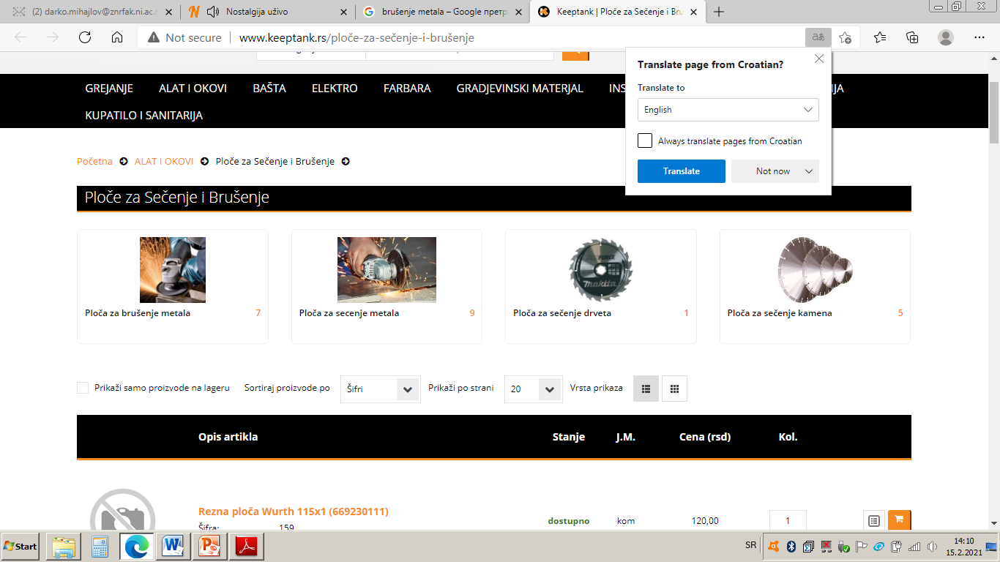 (2) darko.mihajlov@znrfak.ni.ac.r
Nostalgija uživo
brušenje metala – Google претра
Keeptank | Ploče za Sečenje i Bru
Not secure
www.keeptank.rs/ploče-za-sečenje-i-brušenje
Translate page from Croatian?
Translate to
English
Always translate pages from Croatian
Translate
Not now
GREJANJE
ALAT I OKOVI
BAŠTA
ELEKTRO
FARBARA
GRADJEVINSKI MATERJAL
KUPATILO I SANITARIJA
Početna
ALAT I OKOVI
Ploče za Sečenje i Brušenje
Ploče za Sečenje i Brušenje
Ploča za brušenje metala 7
Ploča za secenje metala 9
makita
Ploča za sečenje drveta 1
Ploča za sečenje kamena 5
Prikaži samo proizvode na lageru
Sortiraj proizvode po
Šifri
Prikaži po strani
20
Vrsta prikaza
Opis artikla
Stanje
J.M.
Cena (rsd)
Kol.
Rezna ploča Wurth 115x1 (669230111)
Šifra: 159
dostupno
kom
120,00
1
Start
SR
14:10
15.2.2021